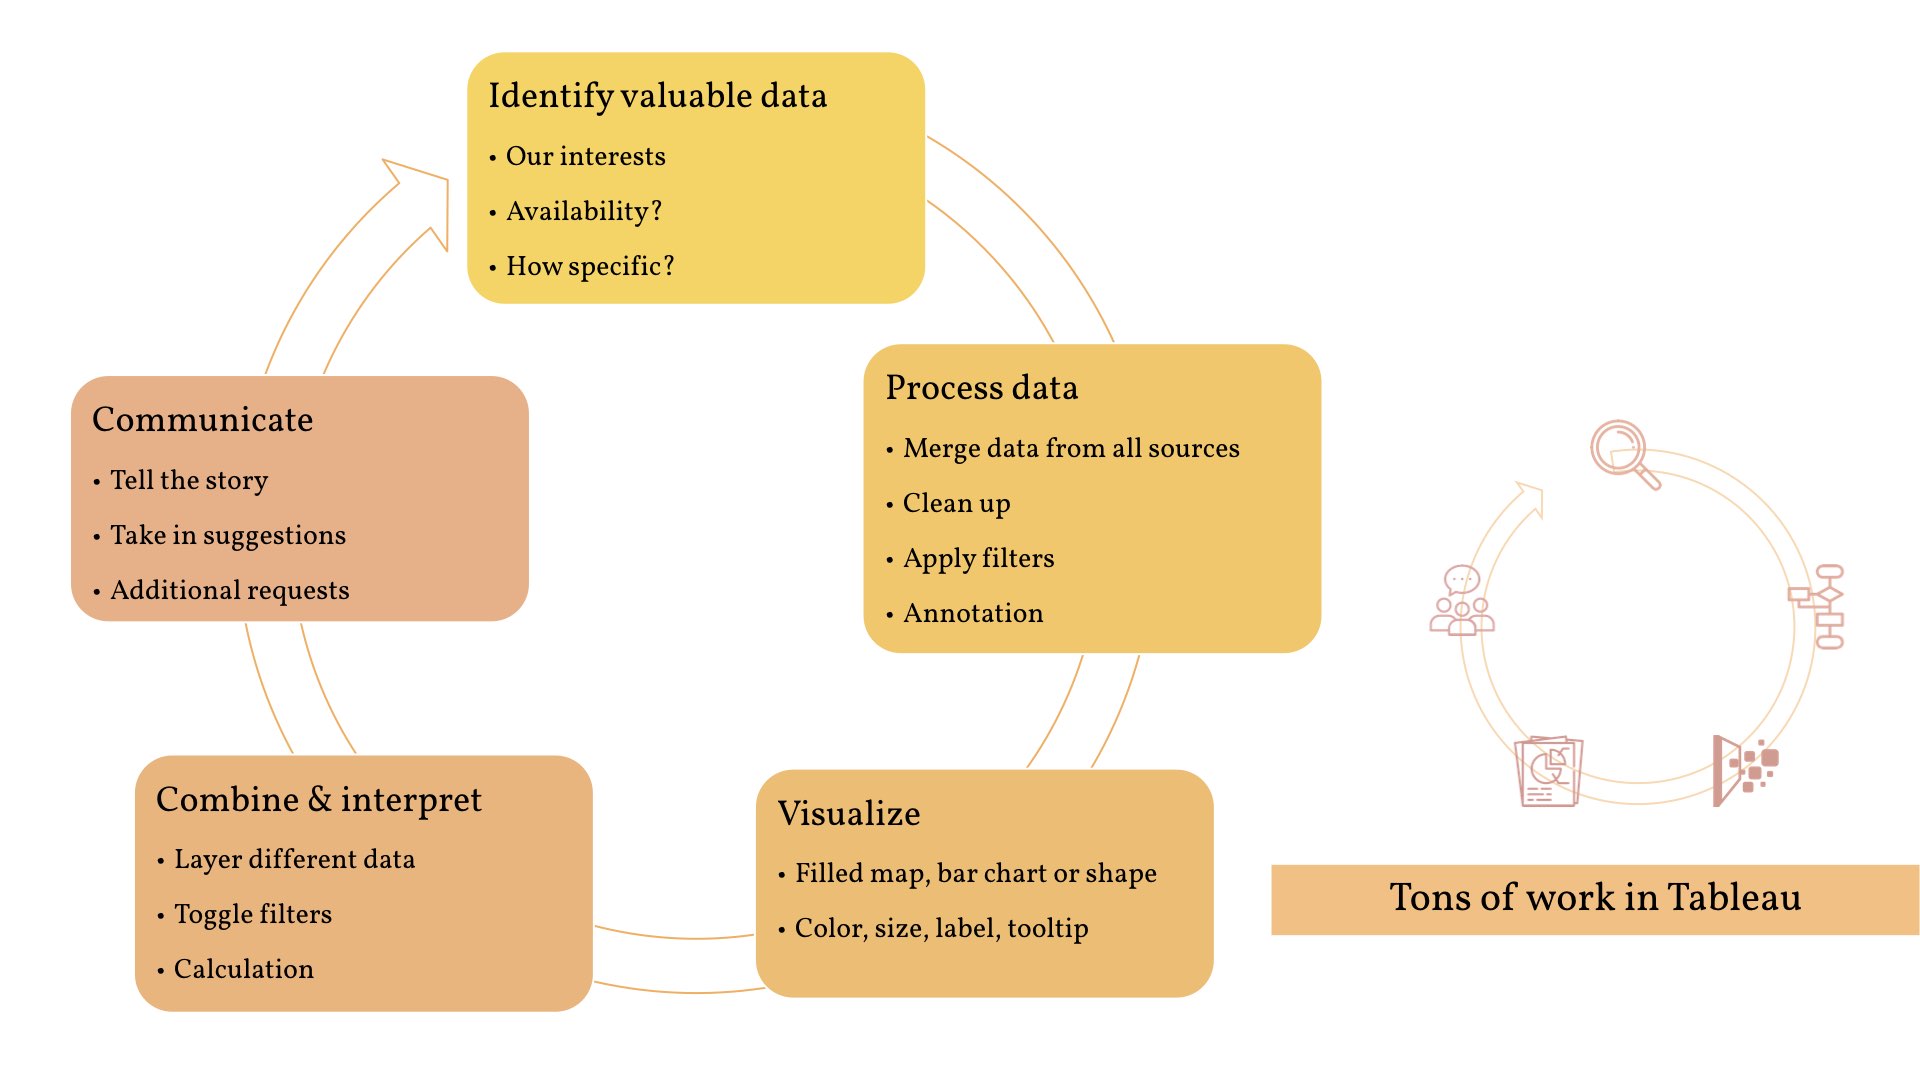 Identify valuable data
• Our interests
• Availability?
• How specific?
Process data
• Merge data from all sources
• Clean up
• Apply filters
• Annotation
Visualize
• Filled map, bar chart or shape
• Color, size, label, tooltip
Combine & interpret
• Layer different data
• Toggle filters
• Calculation
Communicate
• Tell the story
• Take in suggestions
• Additional requests
Tons of work in Tableau